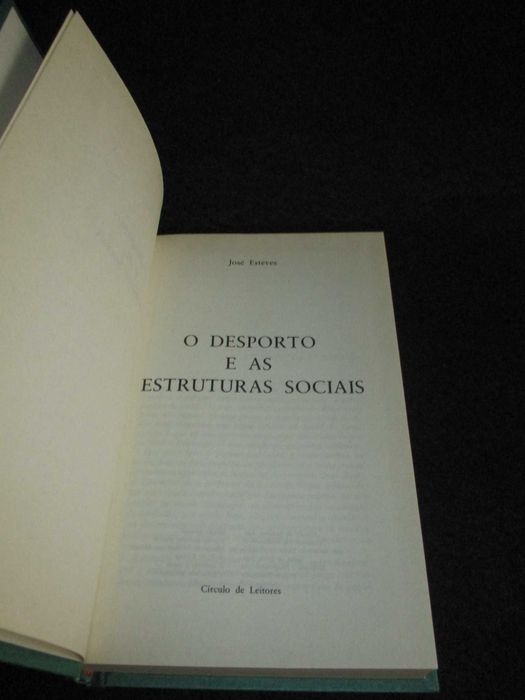 José Esteves
O DESPORTO
E AS
ESTRUTURAS SOCIAIS
Círculo de Leitores